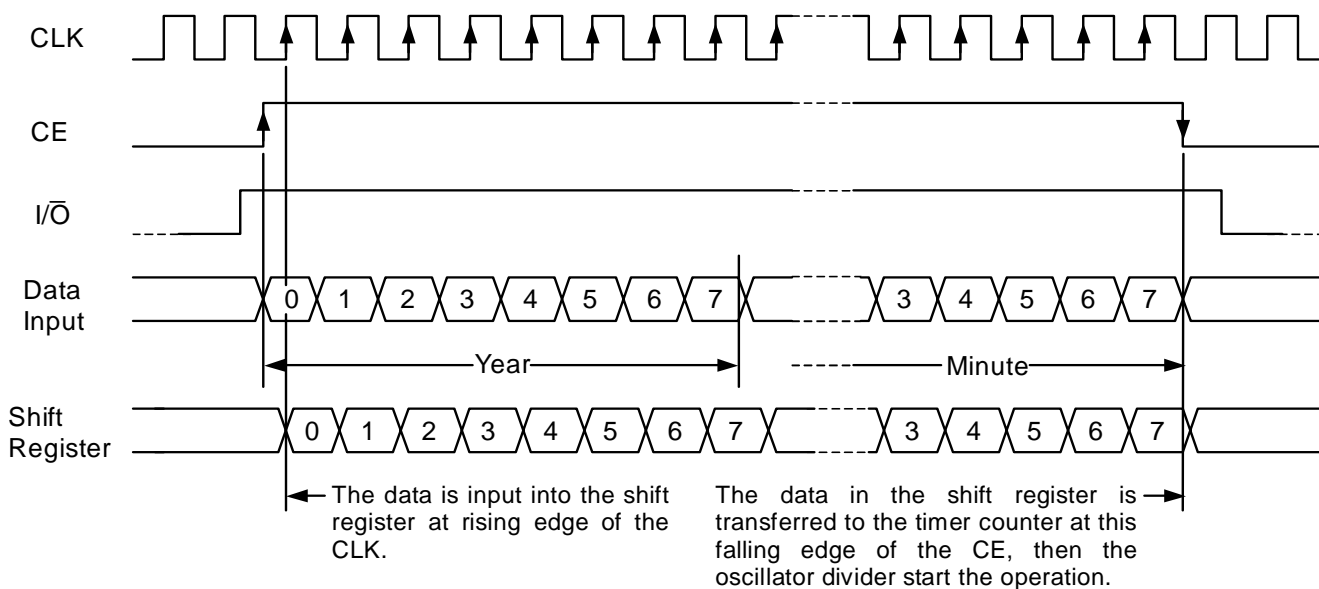 CLK
CE
I/O̅
Data
Input
0 1 2 3 4 5 6 7 3 4 5 6 7
Year Minute
Shift
Register
0 1 2 3 4 5 6 7 3 4 5 6 7
The data is input into the shift
register at rising edge of the
CLK.
The data in the shift register is
transferred to the timer counter at this
falling edge of the CE, then the
oscillator divider start the operation.